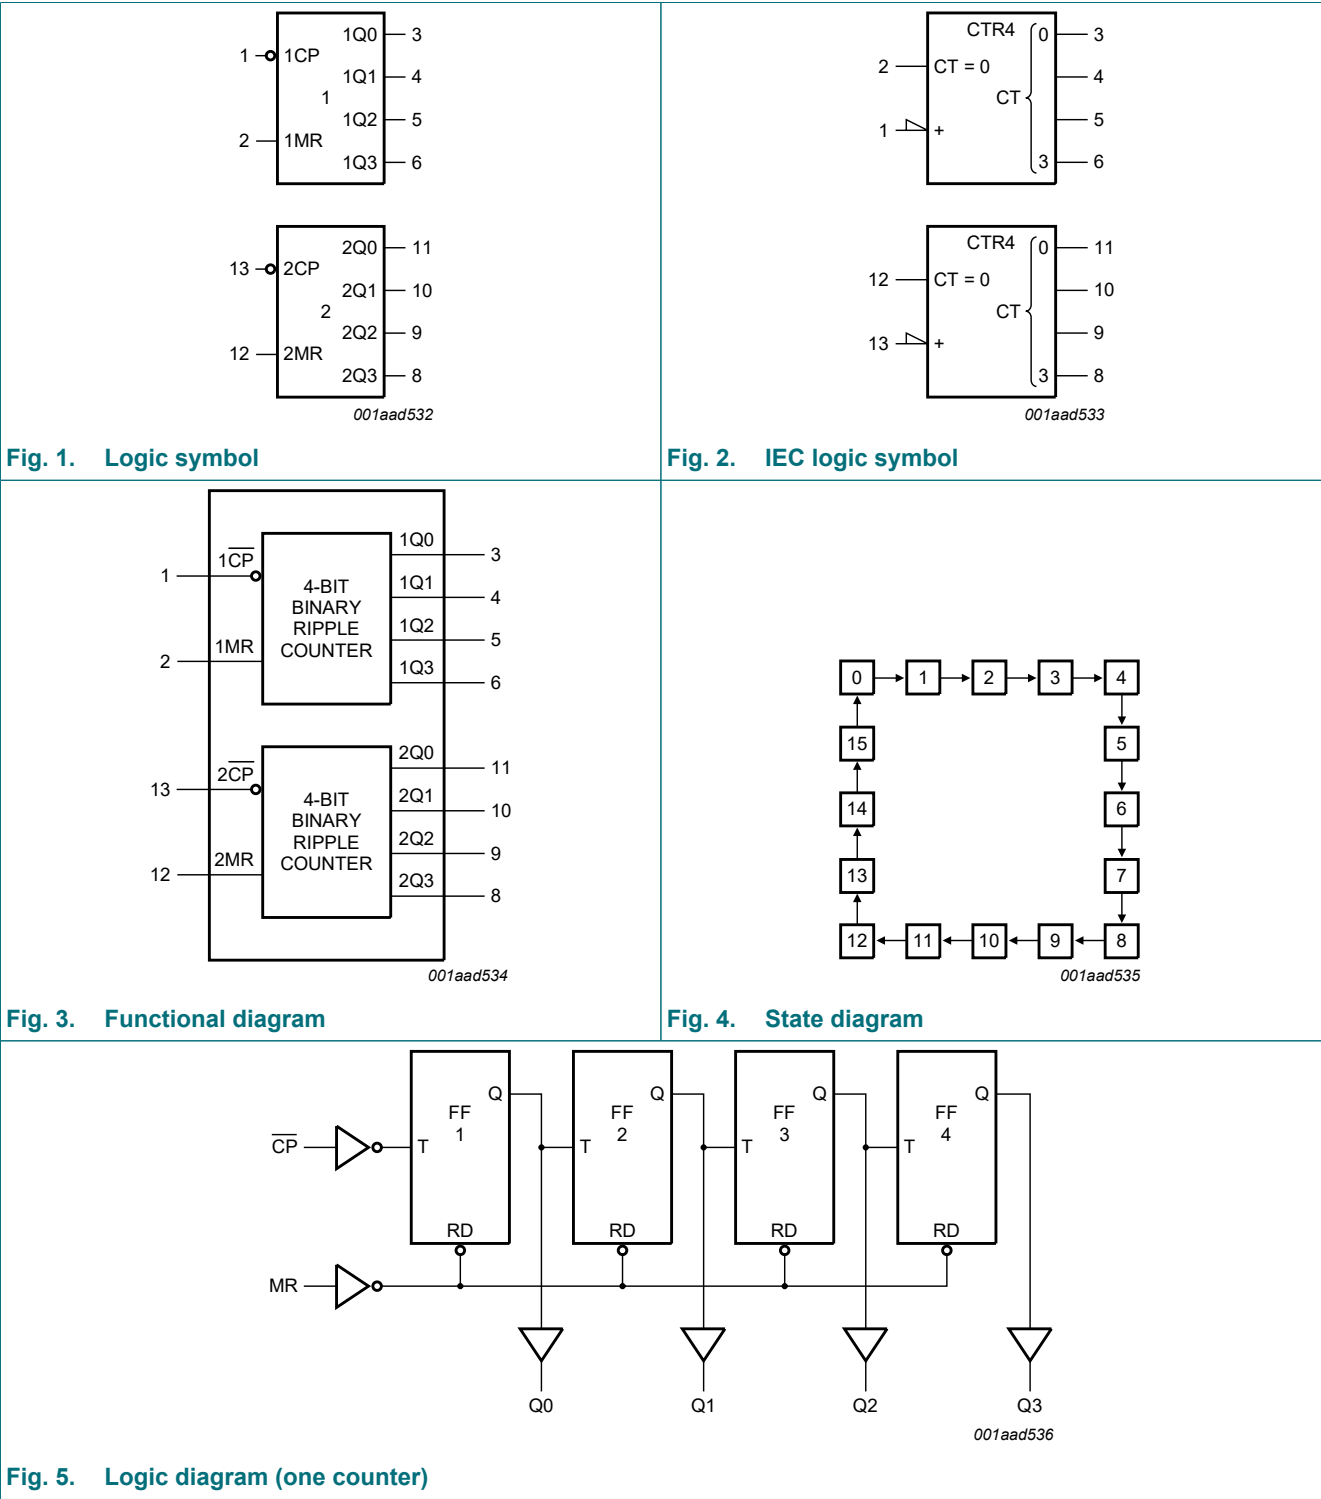 1Q0 3
1 1CP
1Q1 4
1
1Q2 5
2 1MR
1Q3 6
2Q0 11
13 2CP
2Q1 10
2
2Q2 9
12 2MR
2Q3 8
001aad532
Fig. 1. Logic symbol
CTR4 0 3
2 CT = 0
4
CT
5
1 +
3 6
CTR4 0 11
12 CT = 0
10
CT
9
13 +
3 8
001aad533
Fig. 2. IEC logic symbol
1Q0 3
1 1CP
4-BIT
BINARY
RIPPLE
COUNTER
1Q1 4
1Q2 5
2 1MR
1Q3 6
2Q0 11
13 2CP
4-BIT
BINARY
RIPPLE
COUNTER
2Q1 10
2Q2 9
12 2MR
2Q3 8
001aad534
Fig. 3. Functional diagram
0 1 2 3 4
15 5
14 6
13 7
12 11 10 9 8
001aad535
Fig. 4. State diagram
Q Q Q Q
FF FF FF FF
1 2 3 4
CP T T T T
RD RD RD RD
MR
Q0 Q1 Q2 Q3
001aad536
Fig. 5. Logic diagram (one counter)